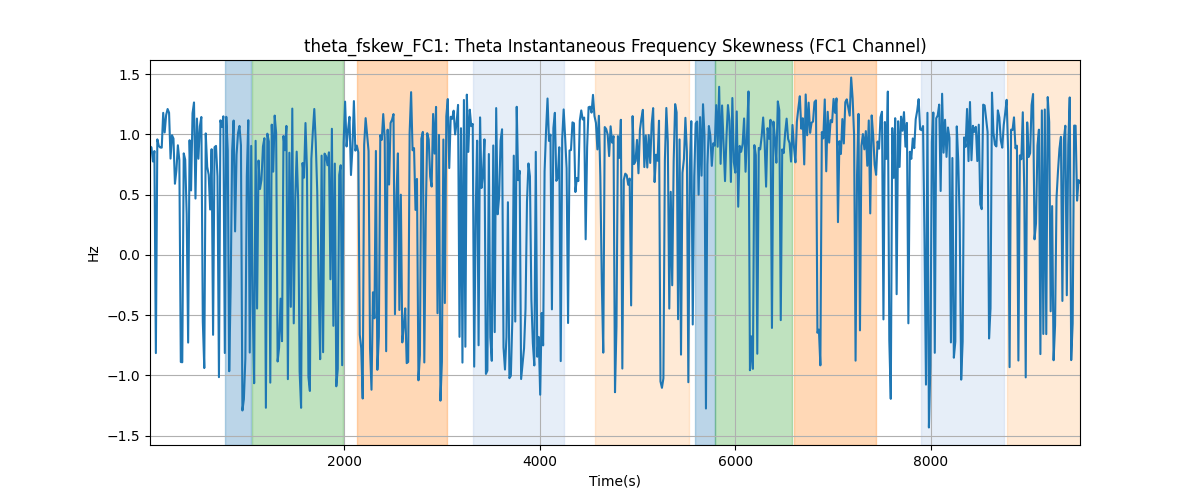 theta_fskew_FC1: Theta Instantaneous Frequency Skewness (FC1 Channel)
1.5
1.0
0.5
0.0
−0.5
−1.0
−1.5
Hz
2000 4000 6000 8000
Time(s)